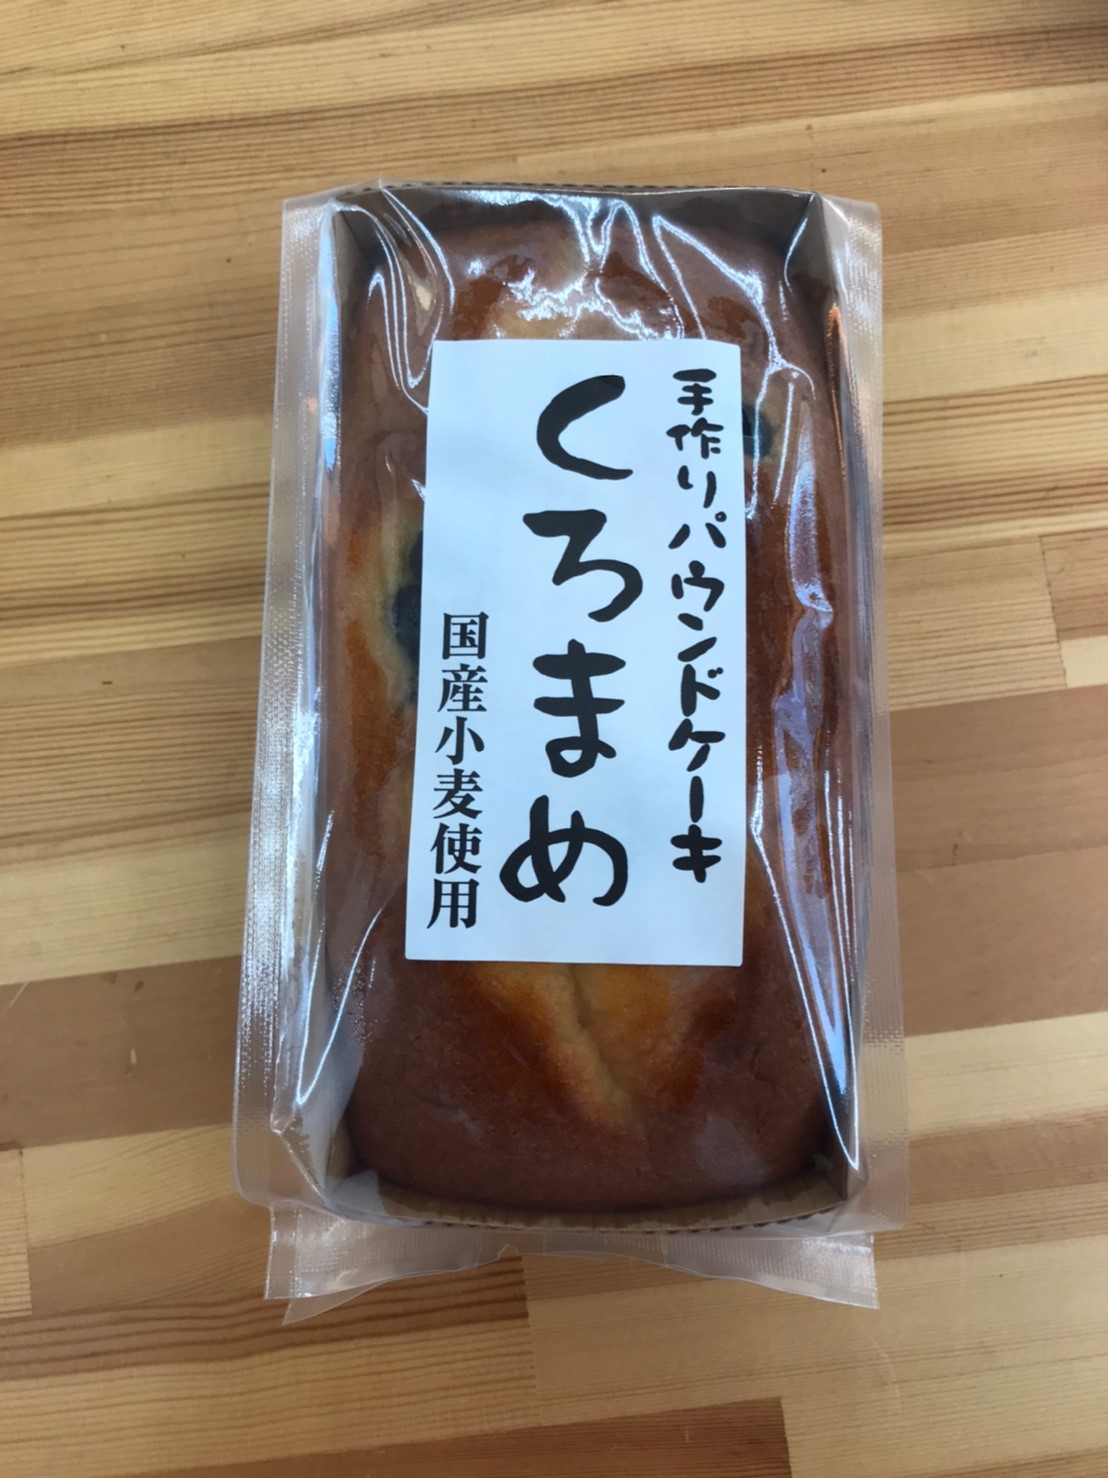 手作りパウンドケーキ
くろまめ
国産小麦使用